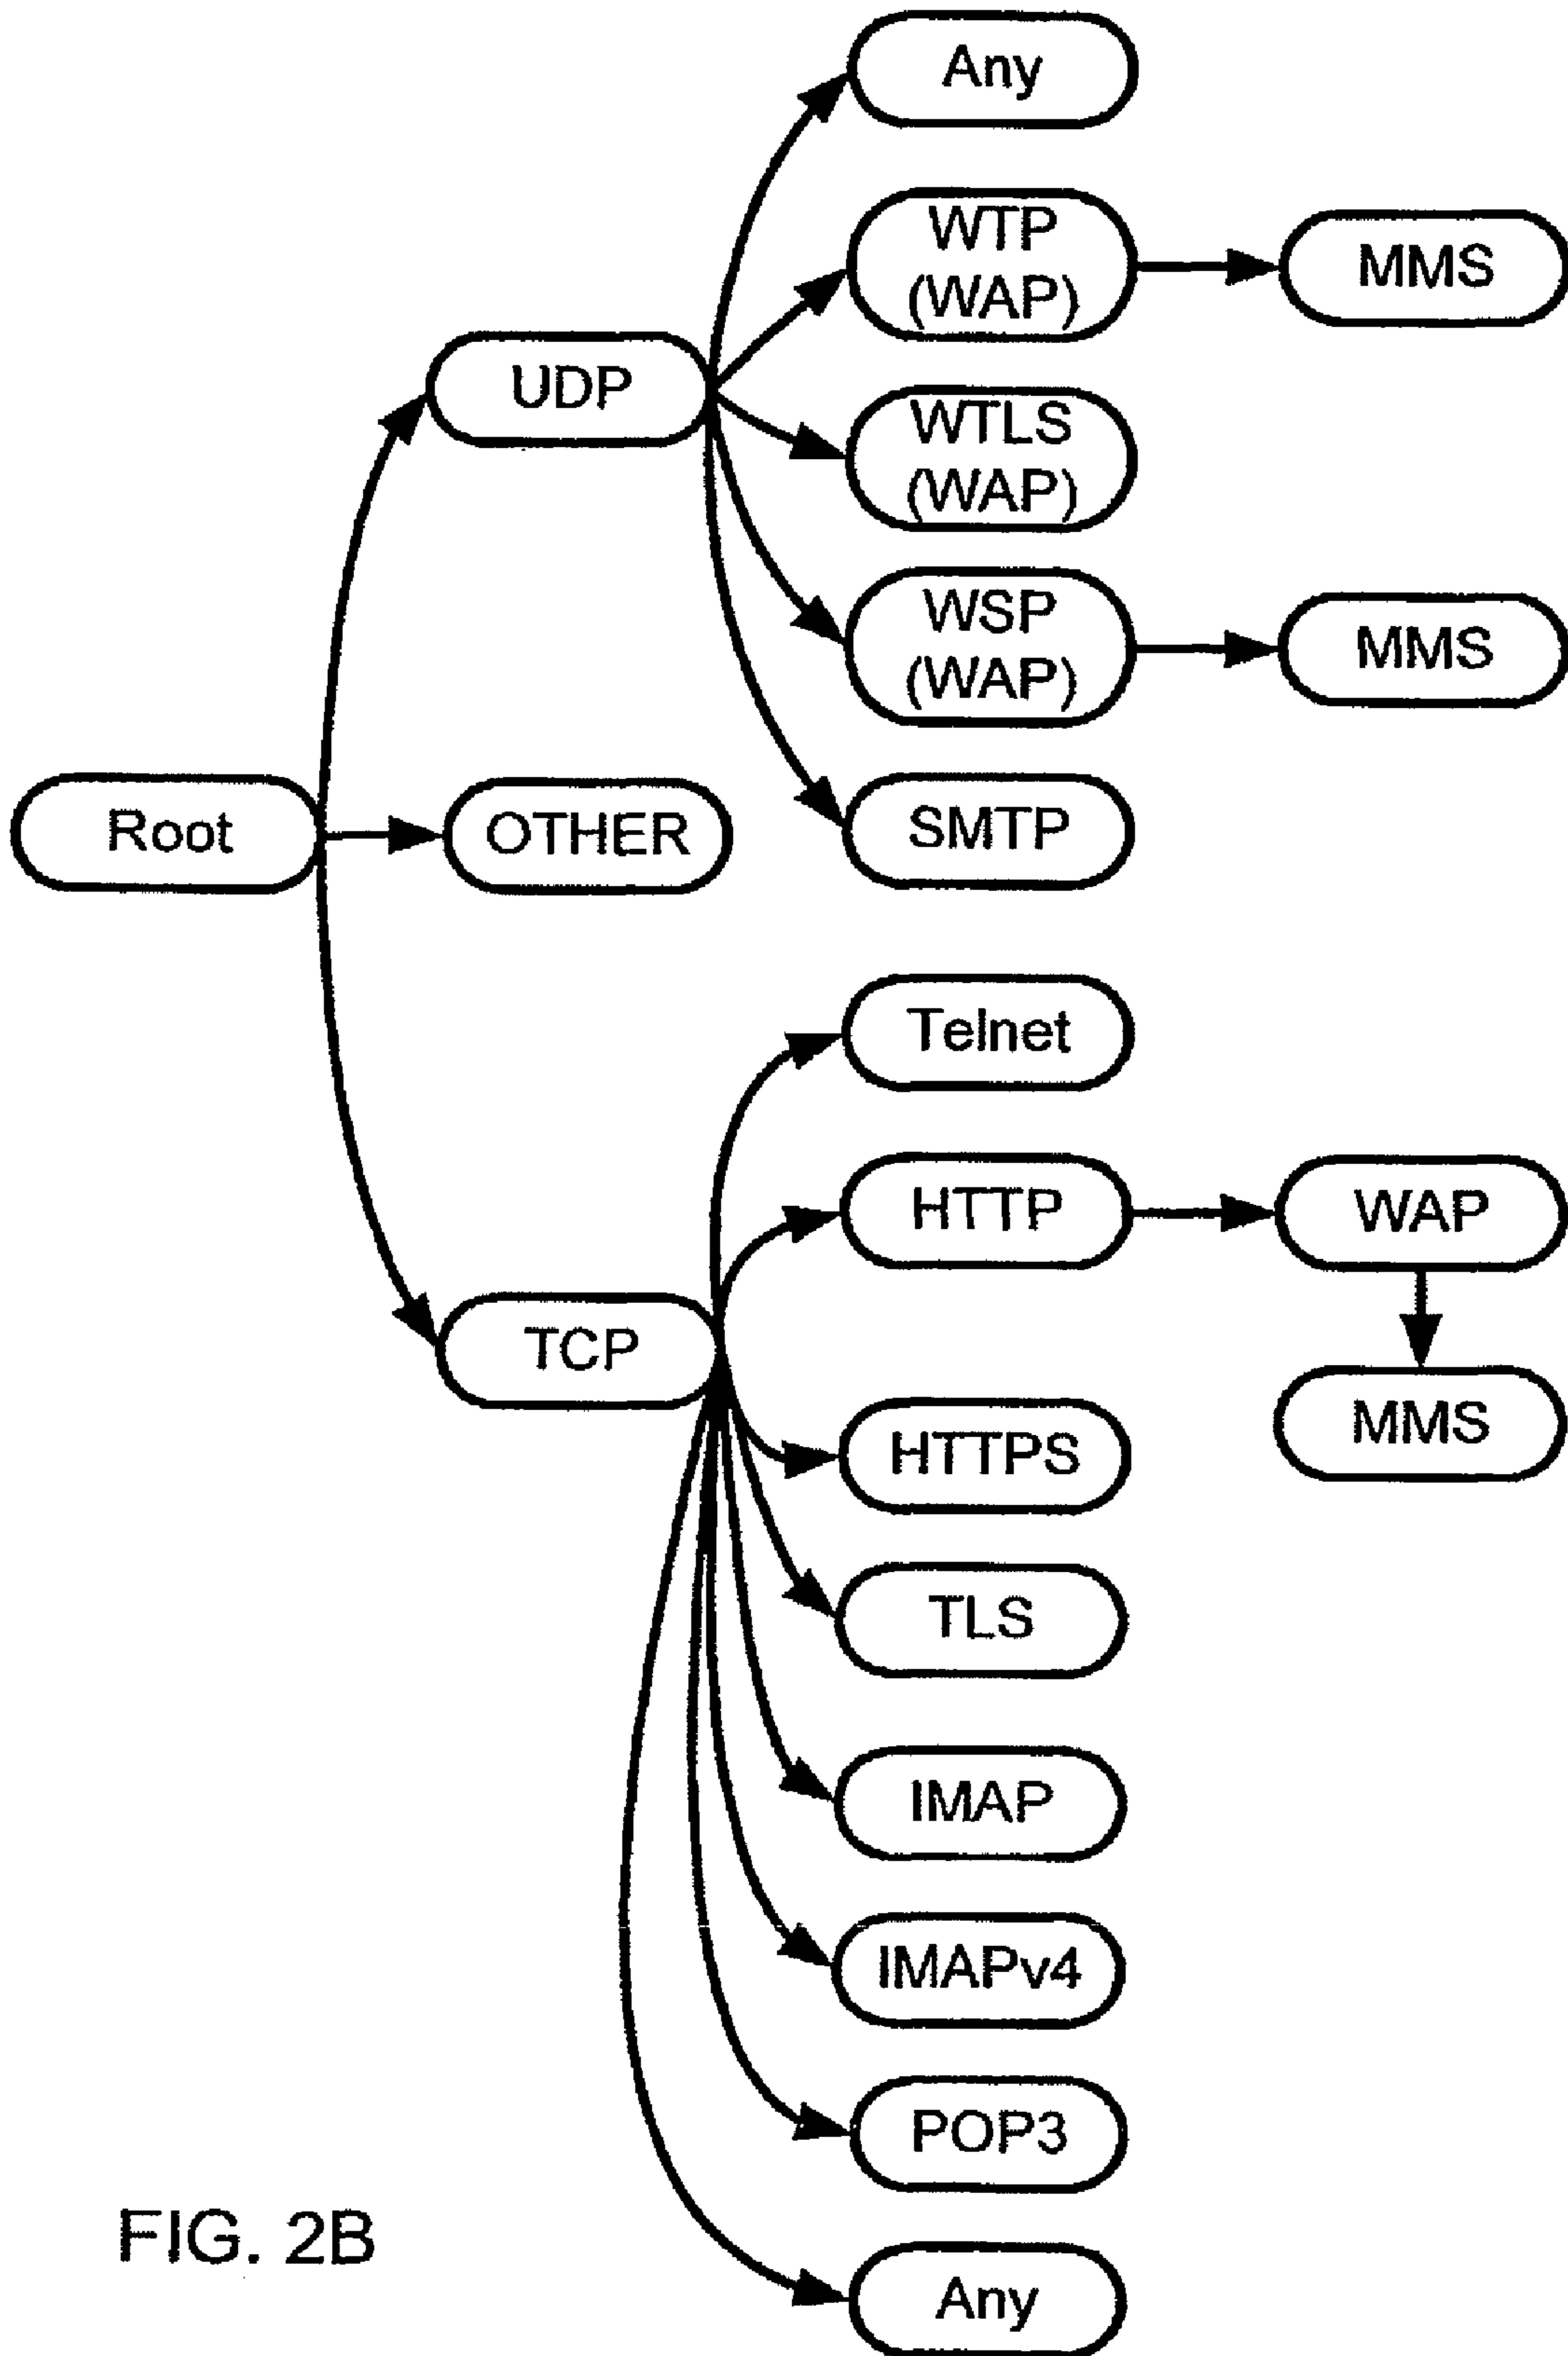 Any
WTP
(WAP)
MMS
UDP
WTLS
(WAP)
WSP
(WAP)
MMS
Root
OTHER
SMTP
Telnet
HTTP
WAP
TCP
MMS
HTTPS
TLS
IMAP
IMAPv4
POP3
FIG. 2B
Any